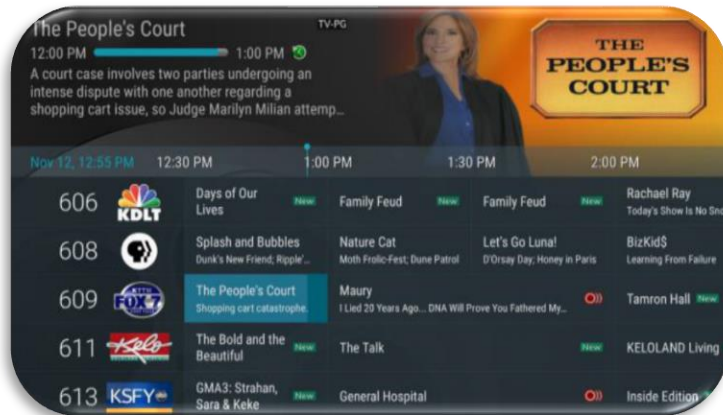 The People's Court
TV-PG
12:00 PM 1:00 PM
A court case involves two parties undergoing an
intense dispute with one another regarding a
shopping cart issue, so Judge Marilyn Milian attemp...
THE
PEOPLE'S
COURT
Nov 12, 12:55 PM 12:30 PM 1:00 PM 1:30 PM 2:00 PM
606 KDLT Days of Our Lives New Family Feud New Family Feud New Rachael Ray
Today's Show Is No Sno
608 Splash and Bubbles Nature Cat Let's Go Luna! BizKid$
Dunk's New Friend; Ripple'... Moth Frolic-Fest; Dune Patrol D'Orsay Day; Honey in Paris Learning From Failure
609 FOX 7 The People's Court Maury Tamron Hall New
Shopping cart catastrophe. I Lied 20 Years Ago... DNA Will Prove You Fathered My...
611 Kelo The Bold and the Beautiful New The Talk New KELOLAND Living
613 KSFY GMA3: Strahan, Sara & Keke New General Hospital Inside Edition